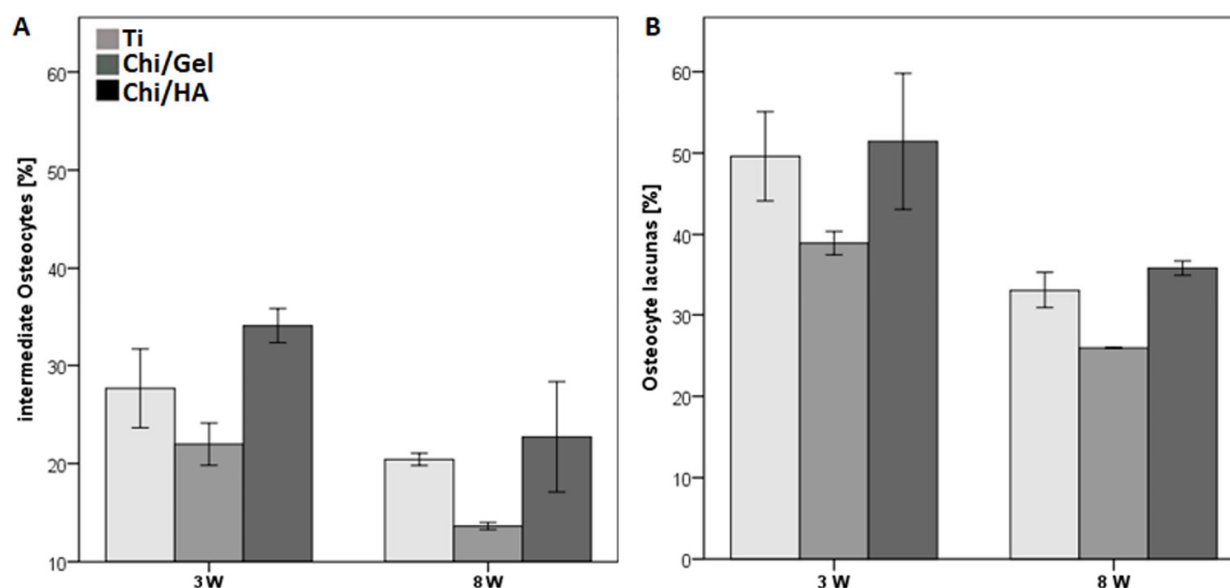 A
Ti
Chi/Gel
Chi/HA
intermediate Osteocytes [%]
60
50
40
30
20
10
3 W
8 W
B
Osteocyte lacunas [%]
60
50
40
30
20
10
0
3 W
8 W